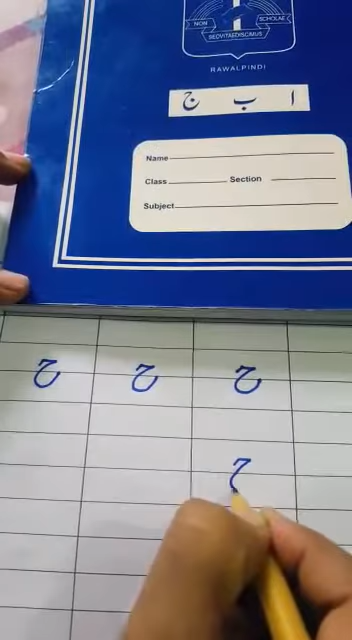 NON SCHOLAE
SED VITAE DISCIMUS
RAWALPINDI
ا ب ج
Name
Class Section
Subject
ح ح ح